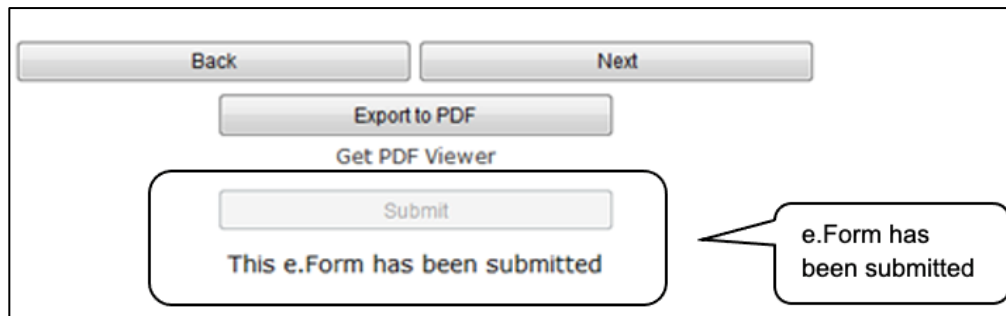 Back
Next
Export to PDF
Get PDF Viewer
Submit
This e.Form has been submitted
e.Form has
been submitted